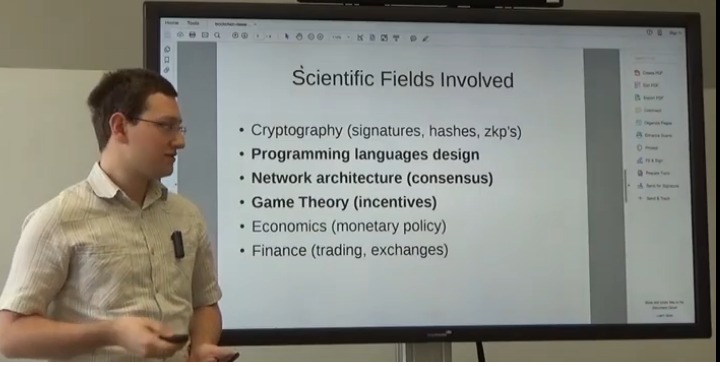 Home Tools
Scientific Fields Involved
• Cryptography (signatures, hashes, zkp's)
• Programming languages design
• Network architecture (consensus)
• Game Theory (incentives)
• Economics (monetary policy)
• Finance (trading, exchanges)
Create PDF
Edit PDF
Export PDF
Comment
Organize Pages
Enhance Scans
Protect
Fill & Sign
Prepare Form
Send for Signature
Send & Track